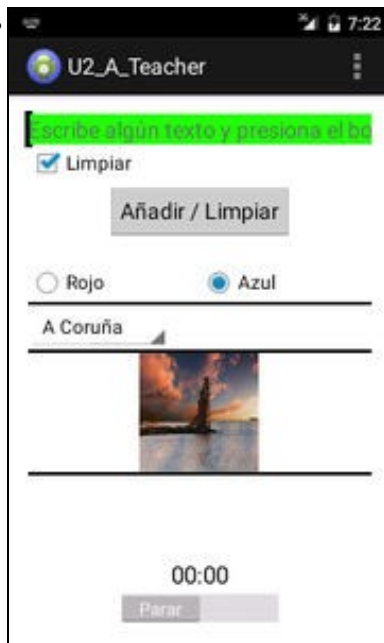 7:22
U2_A_Teacher
Escribe algún texto y presiona el bo
Limpiar
Añadir / Limpiar
Rojo Azul
A Coruña
00:00
Parar